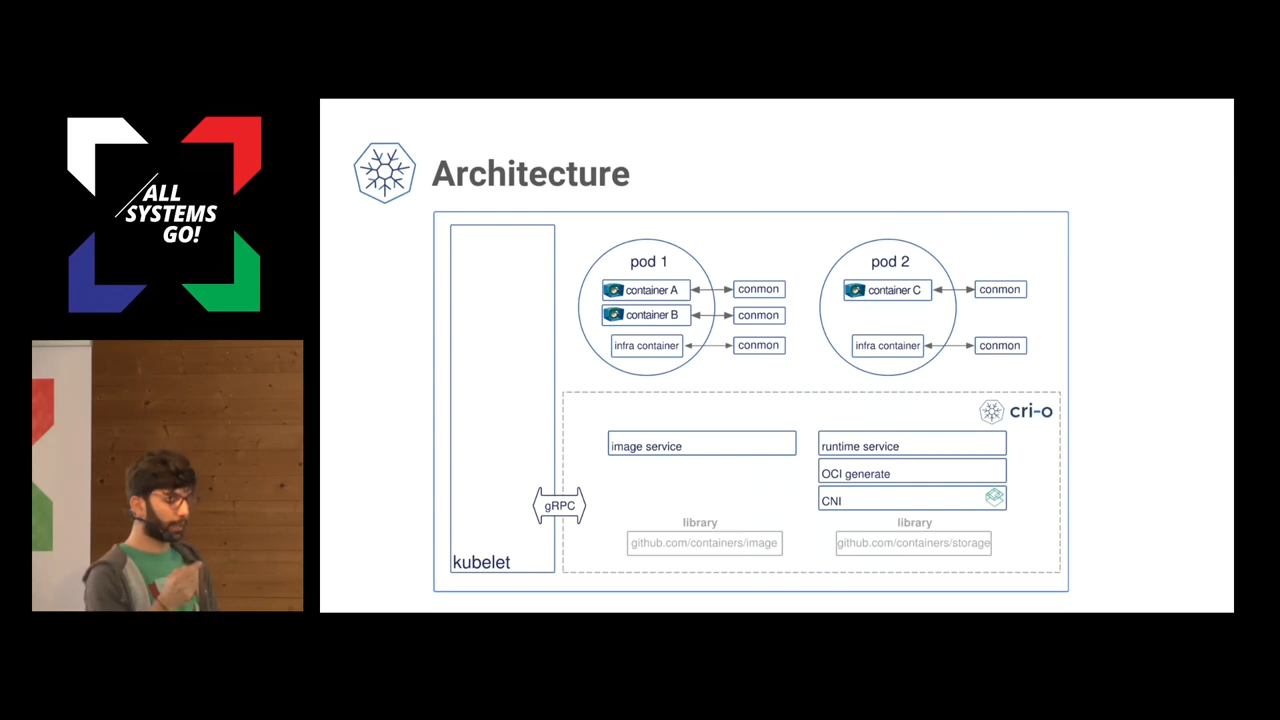 ALL
SYSTEMS
GO!
Architecture
pod 1
container A
conmon
container B
conmon
infra container
conmon
pod 2
container C
conmon
infra container
conmon
cri-o
image service
runtime service
OCI generate
CNI
gRPC
library
github.com/containers/image
library
github.com/containers/storage
kubelet